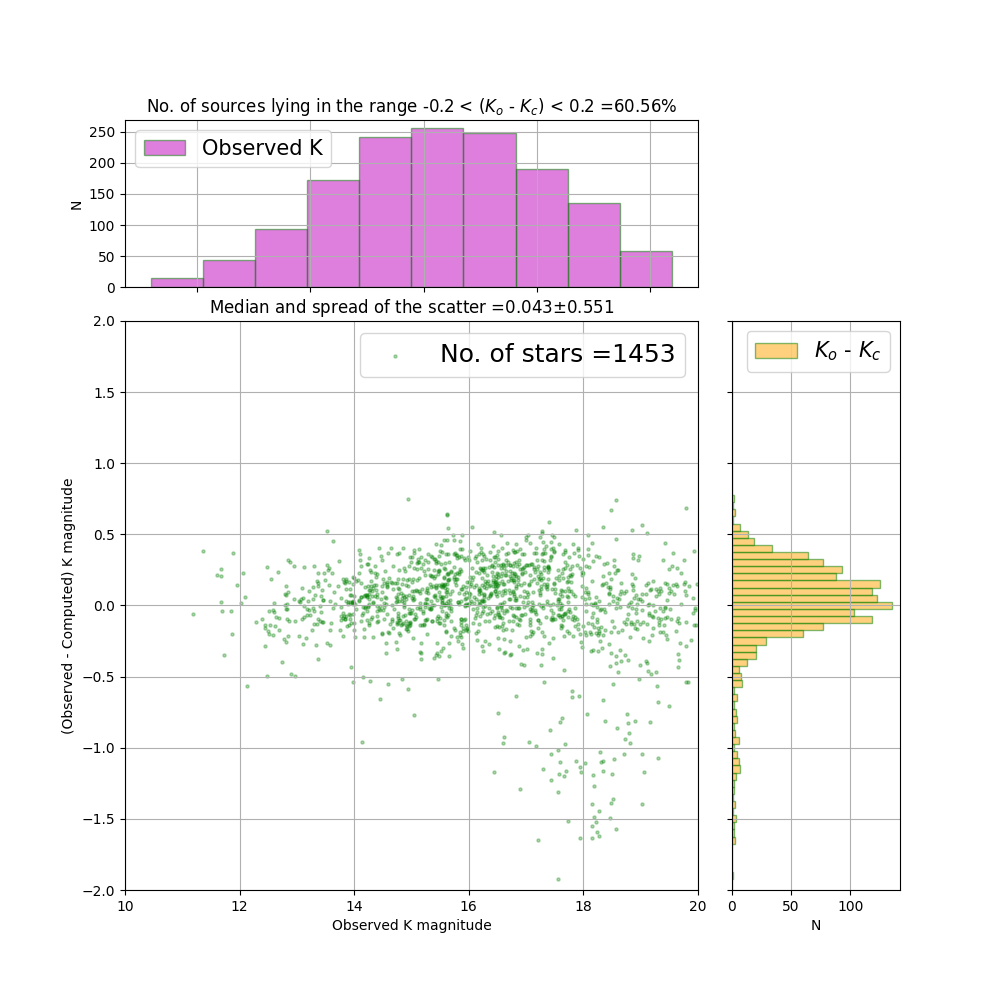 No. of sources lying in the range -0.2 < (K_o - K_c) < 0.2 =60.56%
250
200
150
100
50
0
N
Observed K
Median and spread of the scatter =0.043±0.551
2.0
1.5
1.0
0.5
0.0
−0.5
−1.0
−1.5
−2.0
(Observed - Computed) K magnitude
No. of stars =1453
10 12 14 16 18 20
Observed K magnitude
K_o - K_c
0 50 100
N